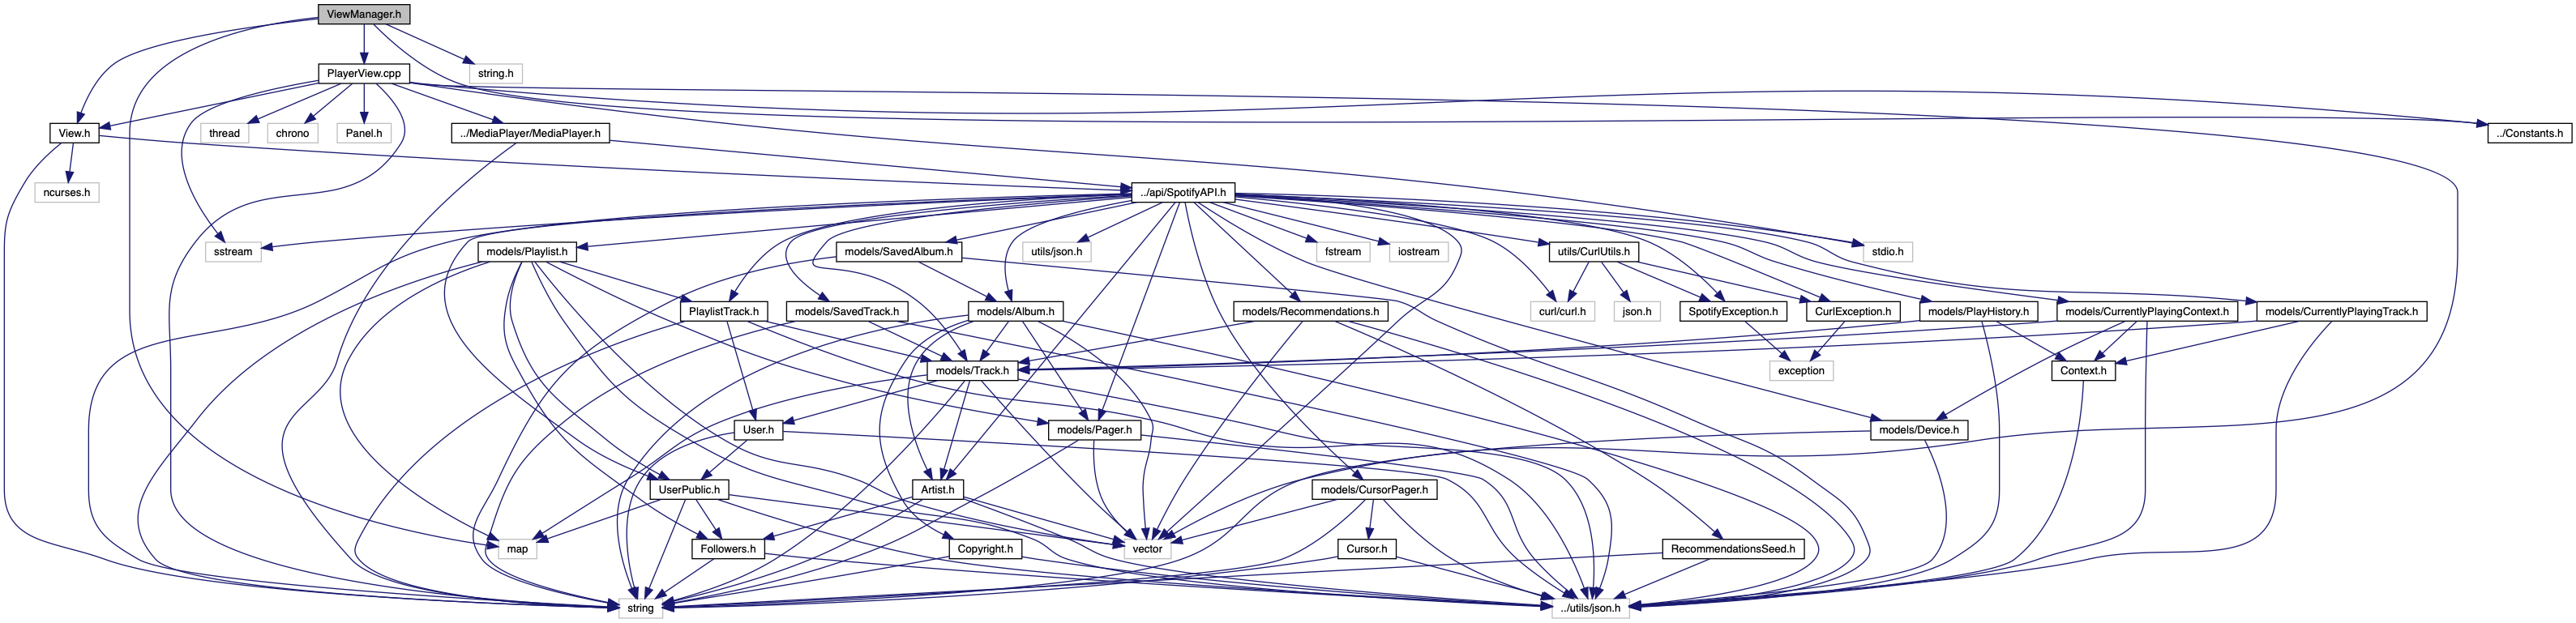 ViewManager.h
PlayerView.cpp
string.h
View.h
thread
chrono
Panel.h
../MediaPlayer/MediaPlayer.h
../Constants.h
ncurses.h
../api/SpotifyAPI.h
sstream
models/Playlist.h
models/SavedAlbum.h
utils/json.h
fstream
iostream
utils/CurlUtils.h
stdio.h
PlaylistTrack.h
models/SavedTrack.h
models/Album.h
models/Recommendations.h
curl/curl.h
json.h
SpotifyException.h
CurlException.h
models/PlayHistory.h
models/CurrentlyPlayingContext.h
models/CurrentlyPlayingTrack.h
models/Track.h
exception
Context.h
User.h
models/Pager.h
models/Device.h
UserPublic.h
Artist.h
models/CursorPager.h
map
Followers.h
Copyright.h
vector
Cursor.h
RecommendationsSeed.h
string
../utils/json.h